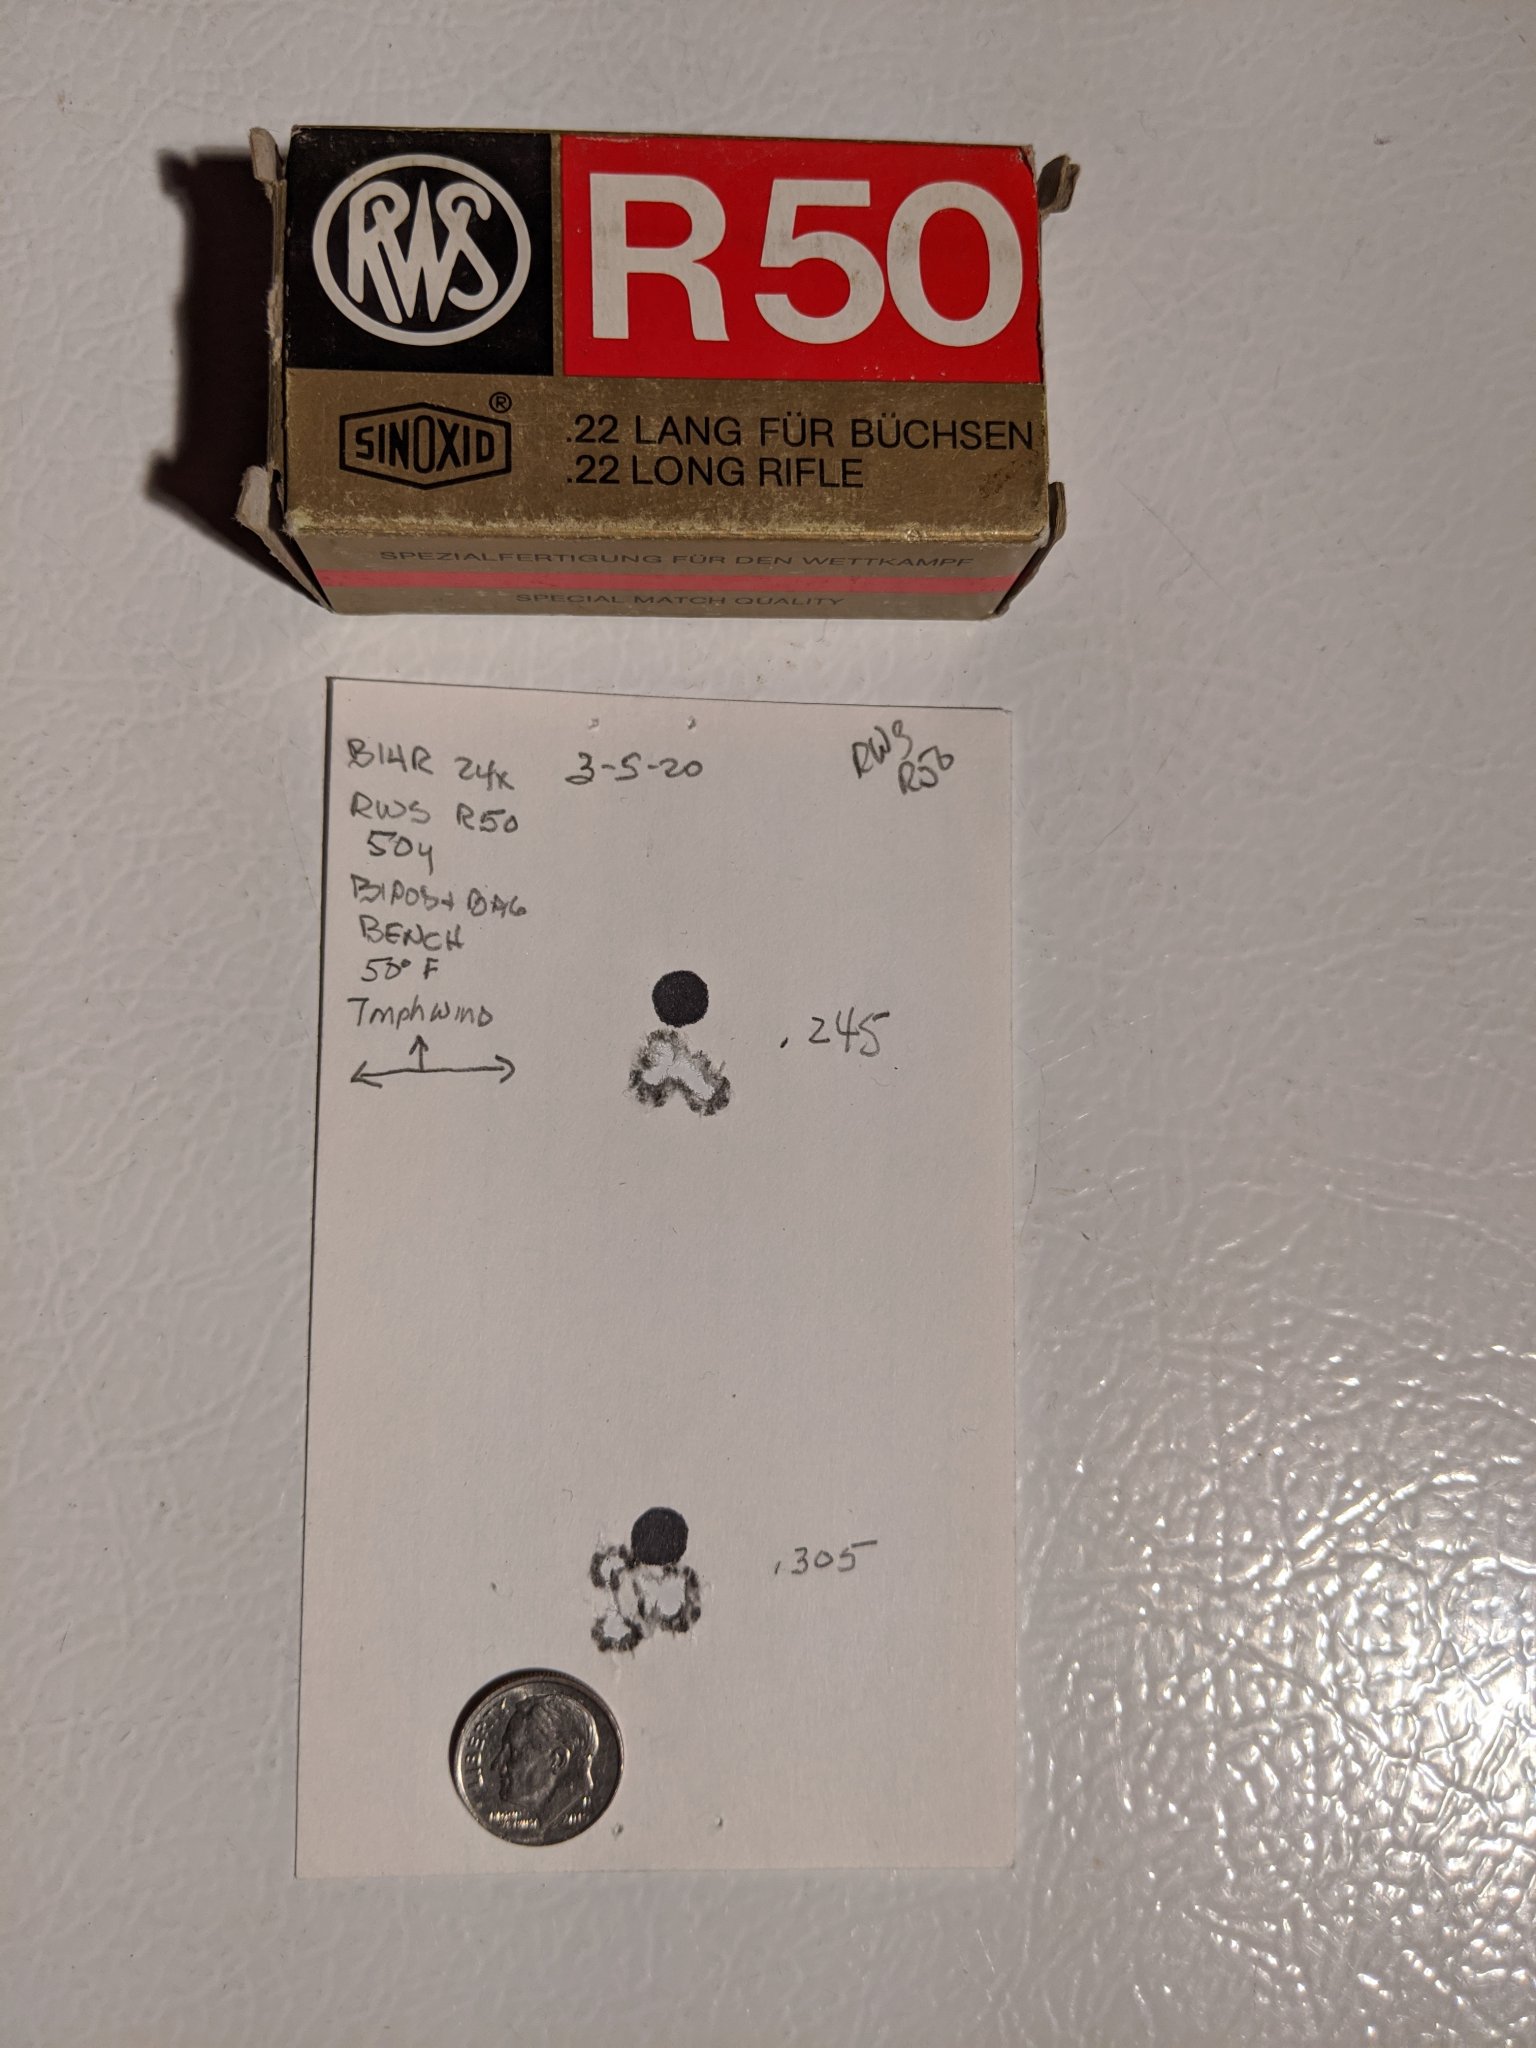 RWS
R50
SINOXID ®
.22 LANG FÜR BÜCHSEN
.22 LONG RIFLE
SPEZIALFERTIGUNG FÜR DEN WETTKAMPF
SPECIAL MATCH QUALITY
B14R 24x
3-5-20
RWS
R50
RWS R50
50y
BIPOD + BAG
BENCH
50° F
7mph WIND
.245
.305